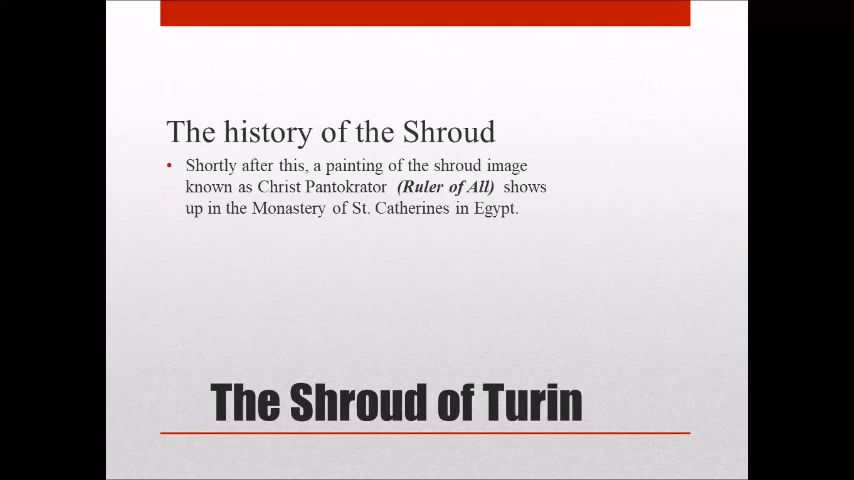 The history of the Shroud
• Shortly after this, a painting of the shroud image
known as Christ Pantokrator (Ruler of All) shows
up in the Monastery of St. Catherines in Egypt.
The Shroud of Turin